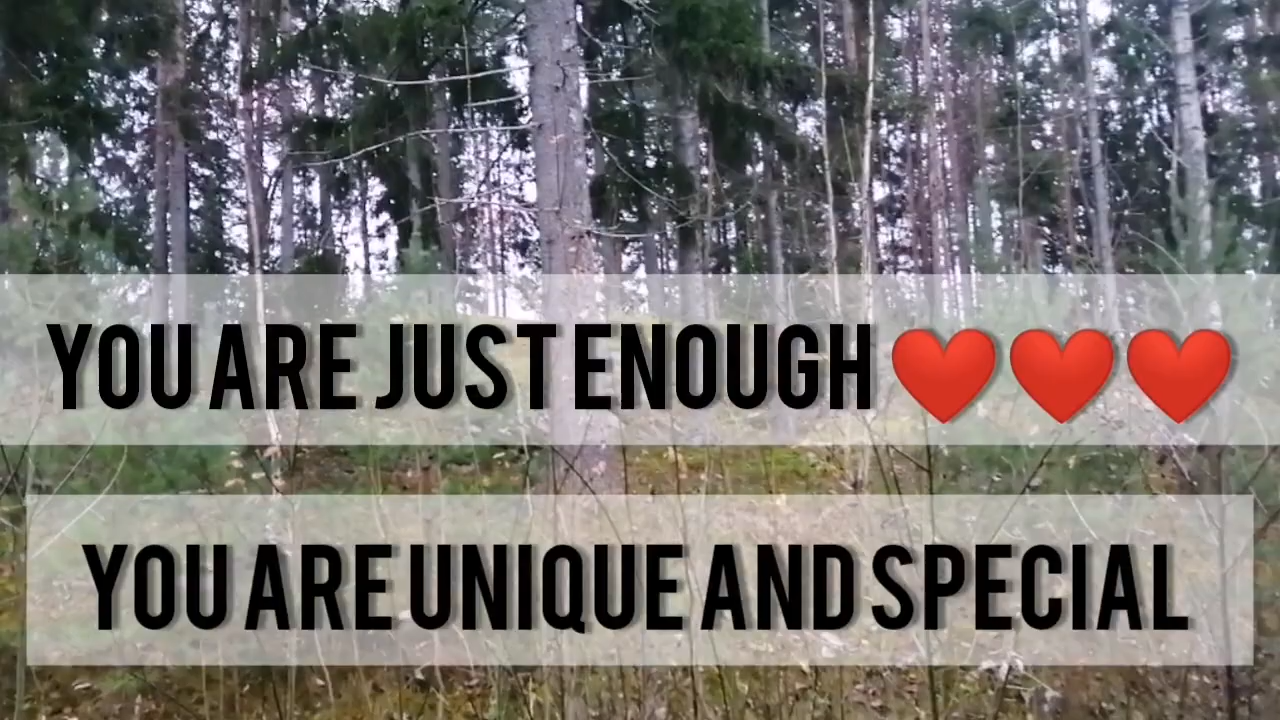 YOU ARE JUST ENOUGH ❤️❤️❤️
YOU ARE UNIQUE AND SPECIAL